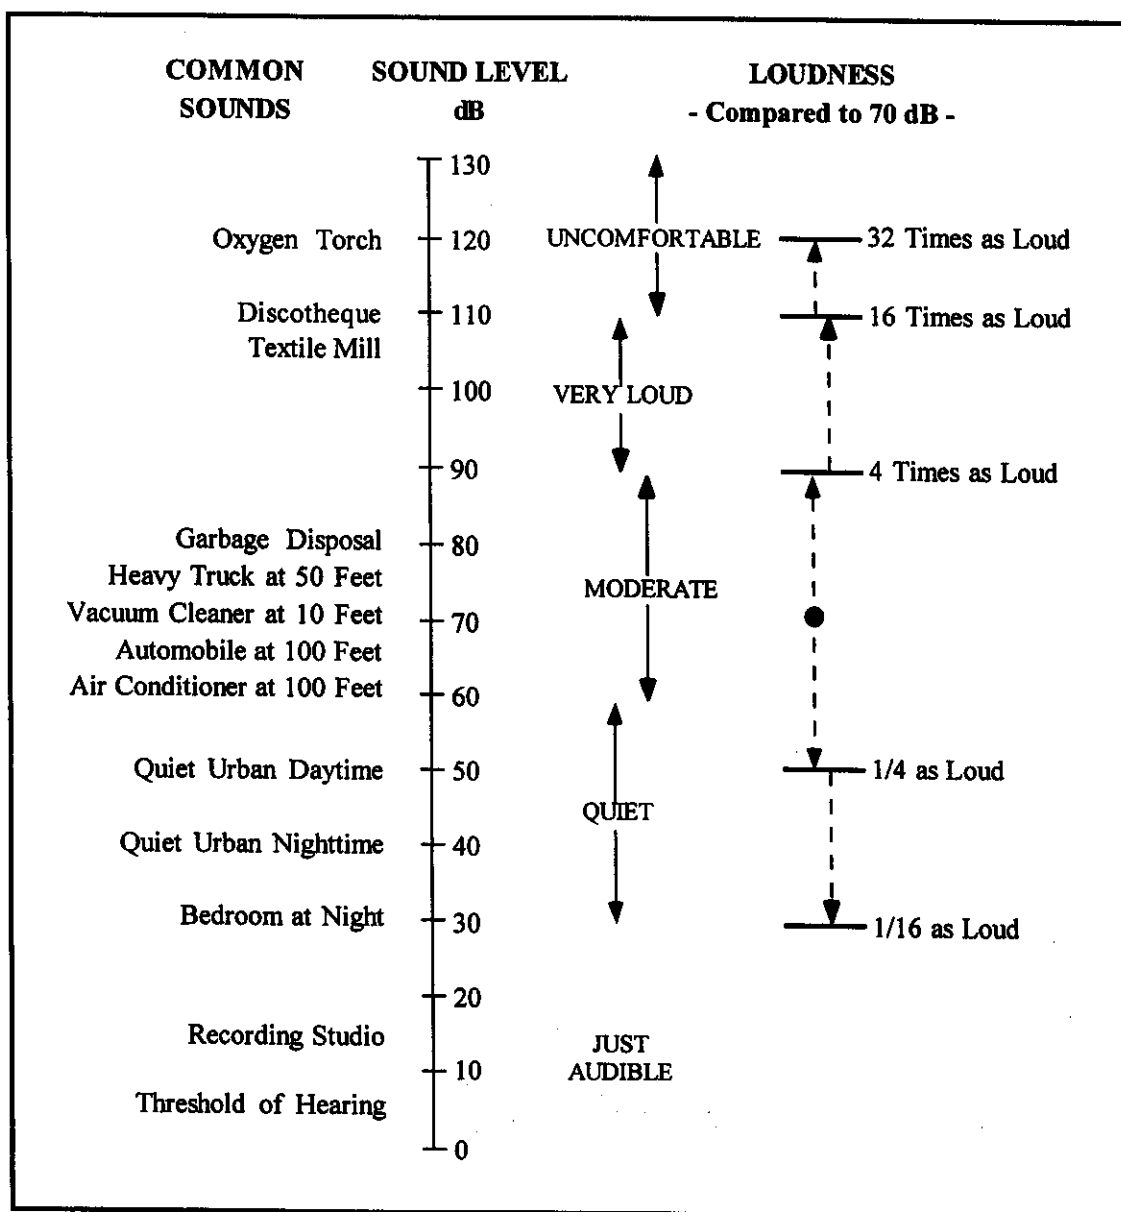 COMMON SOUNDS
SOUND LEVEL dB
LOUDNESS
- Compared to 70 dB -
130
Oxygen Torch
120
UNCOMFORTABLE
32 Times as Loud
Discotheque
110
16 Times as Loud
Textile Mill
100
VERY LOUD
90
4 Times as Loud
Garbage Disposal
80
Heavy Truck at 50 Feet
MODERATE
Vacuum Cleaner at 10 Feet
70
Automobile at 100 Feet
Air Conditioner at 100 Feet
60
Quiet Urban Daytime
50
1/4 as Loud
QUIET
Quiet Urban Nighttime
40
Bedroom at Night
30
1/16 as Loud
20
Recording Studio
JUST
AUDIBLE
10
Threshold of Hearing
0